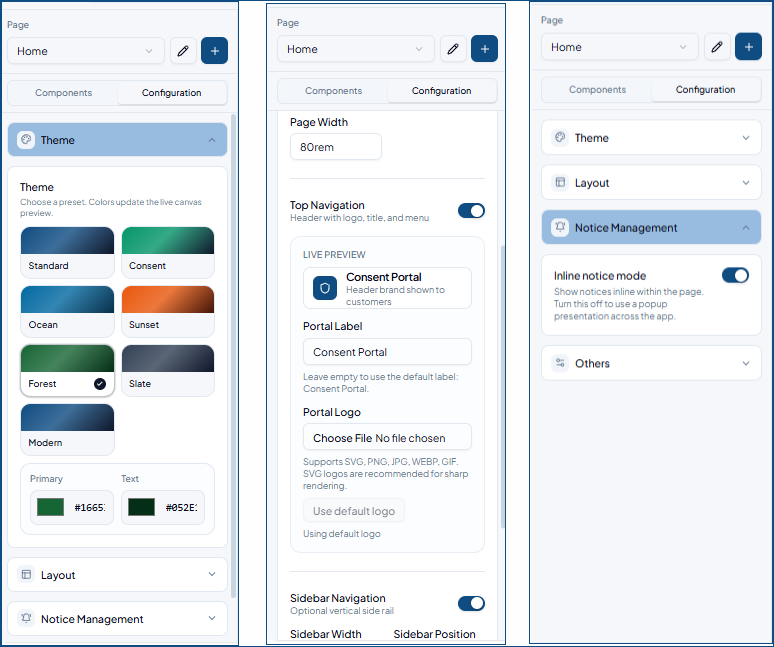 Page
Home
Components
Configuration
Theme
Theme
Choose a preset. Colors update the live canvas
preview.
Standard
Consent
Ocean
Sunset
Forest
Slate
Modern
Primary
Text
#1665:
#052E:
Layout
Notice Management
Page
Home
Components
Configuration
Page Width
80rem
Top Navigation
Header with logo, title, and menu
LIVE PREVIEW
Consent Portal
Header brand shown to
customers
Portal Label
Consent Portal
Leave empty to use the default label:
Consent Portal.
Portal Logo
Choose File No file chosen
Supports SVG, PNG, JPG, WEBP, GIF.
SVG logos are recommended for sharp
rendering.
Use default logo
Using default logo
Sidebar Navigation
Optional vertical side rail
Sidebar Width
Sidebar Position
Page
Home
Components
Configuration
Theme
Layout
Notice Management
Inline notice mode
Show notices inline within the page.
Turn this off to use a popup
presentation across the app.
Others